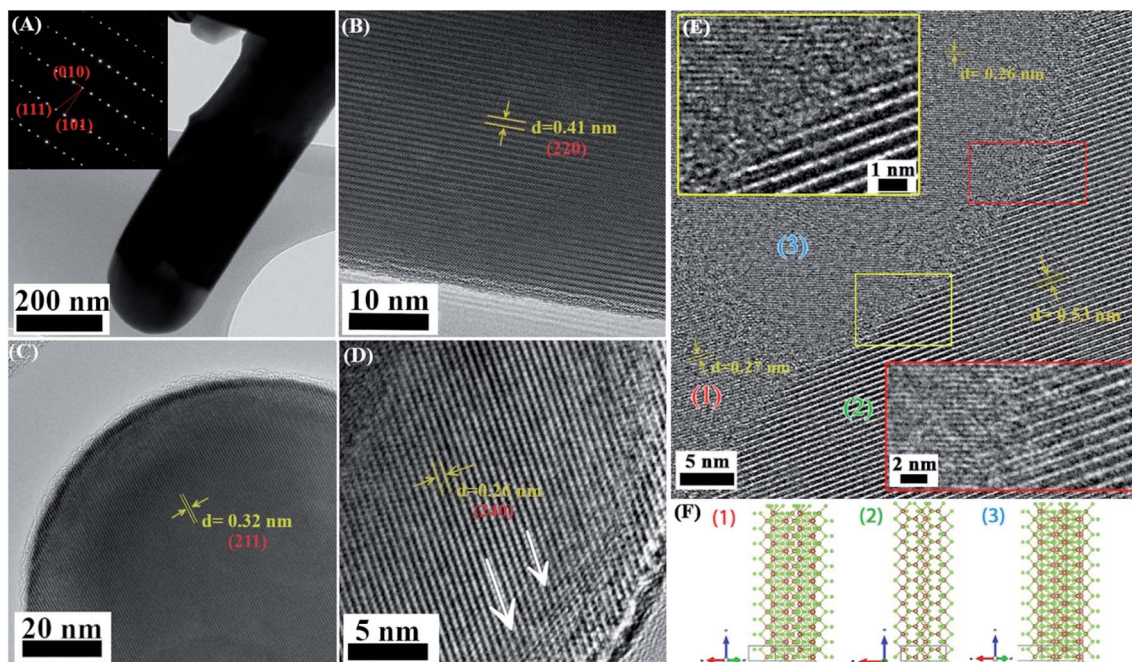 (A)
(010)
(111)
(101)
200 nm
(B)
d=0.41 nm
(220)
10 nm
(C)
d= 0.32 nm
(211)
20 nm
(D)
d=0.26 nm
(240)
5 nm
(E)
d= 0.26 nm
1 nm
(3)
d= 0.53 nm
d=0.27 nm
(1)
(2)
5 nm
2 nm
(F)
(1)
(2)
(3)